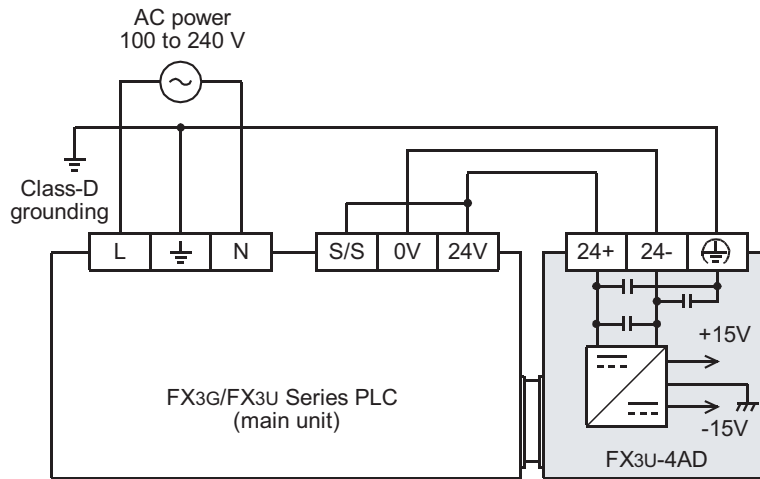 AC power
100 to 240 V
Class-D
grounding
L
N
S/S
0V
24V
24+
24-
+15V
-15V
FX3G/FX3U Series PLC
(main unit)
FX3U-4AD